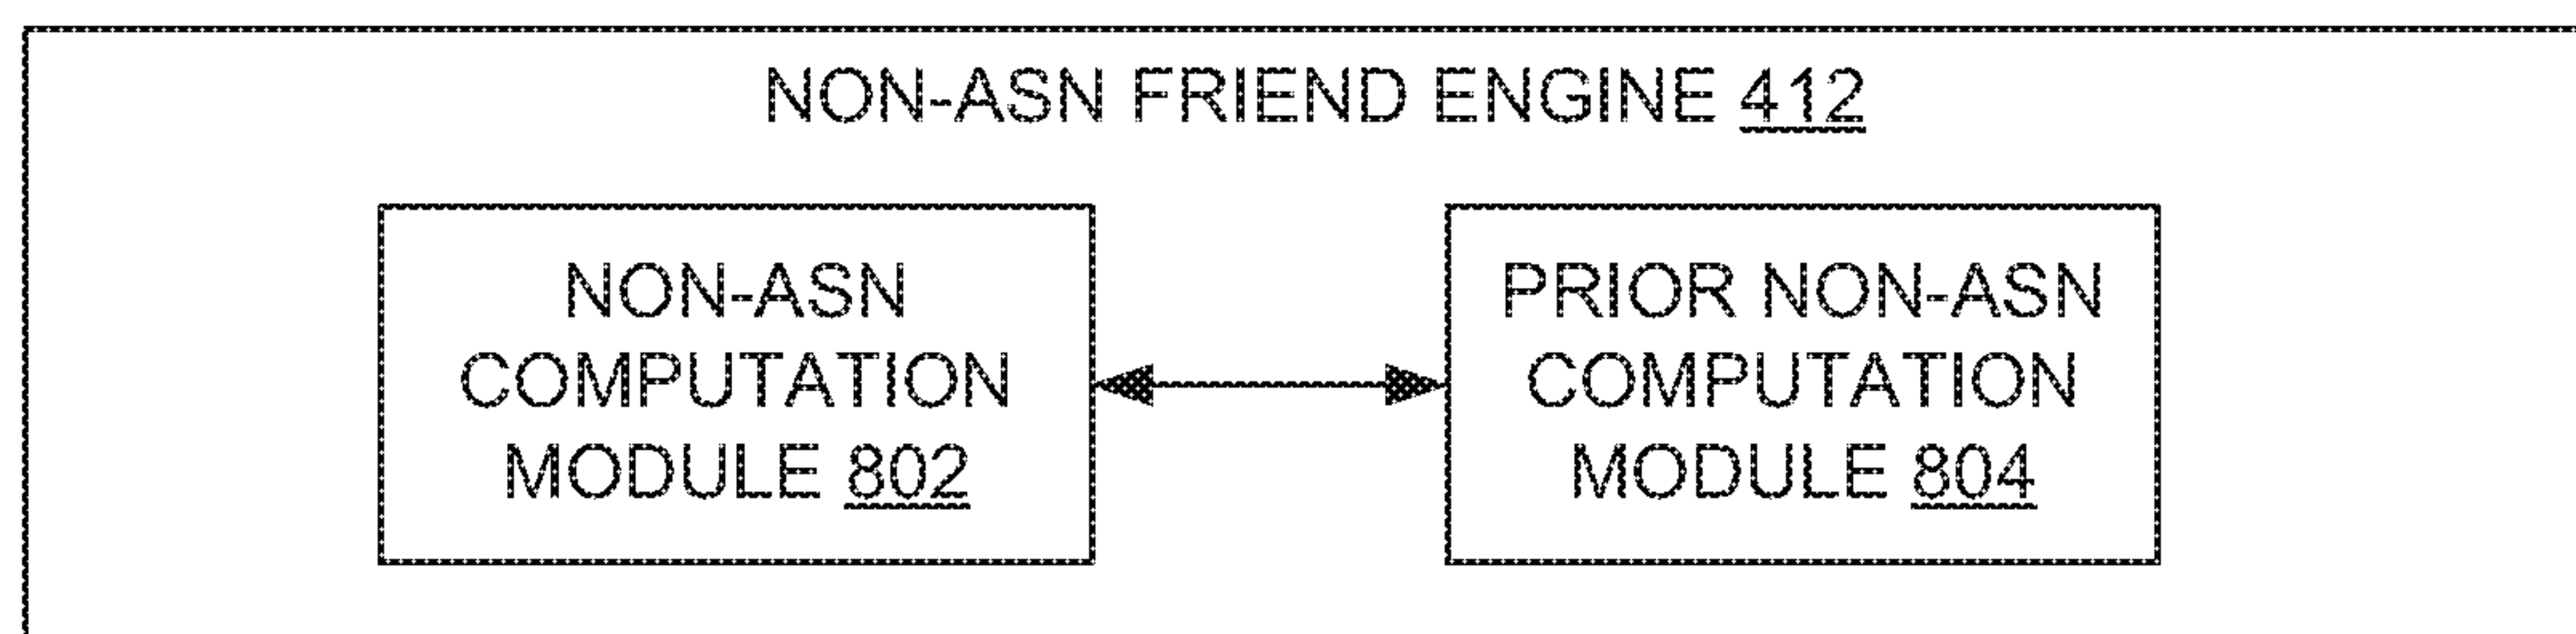 NON-ASN FRIEND ENGINE 412
NON-ASN
COMPUTATION
MODULE 802
PRIOR NON-ASN
COMPUTATION
MODULE 804